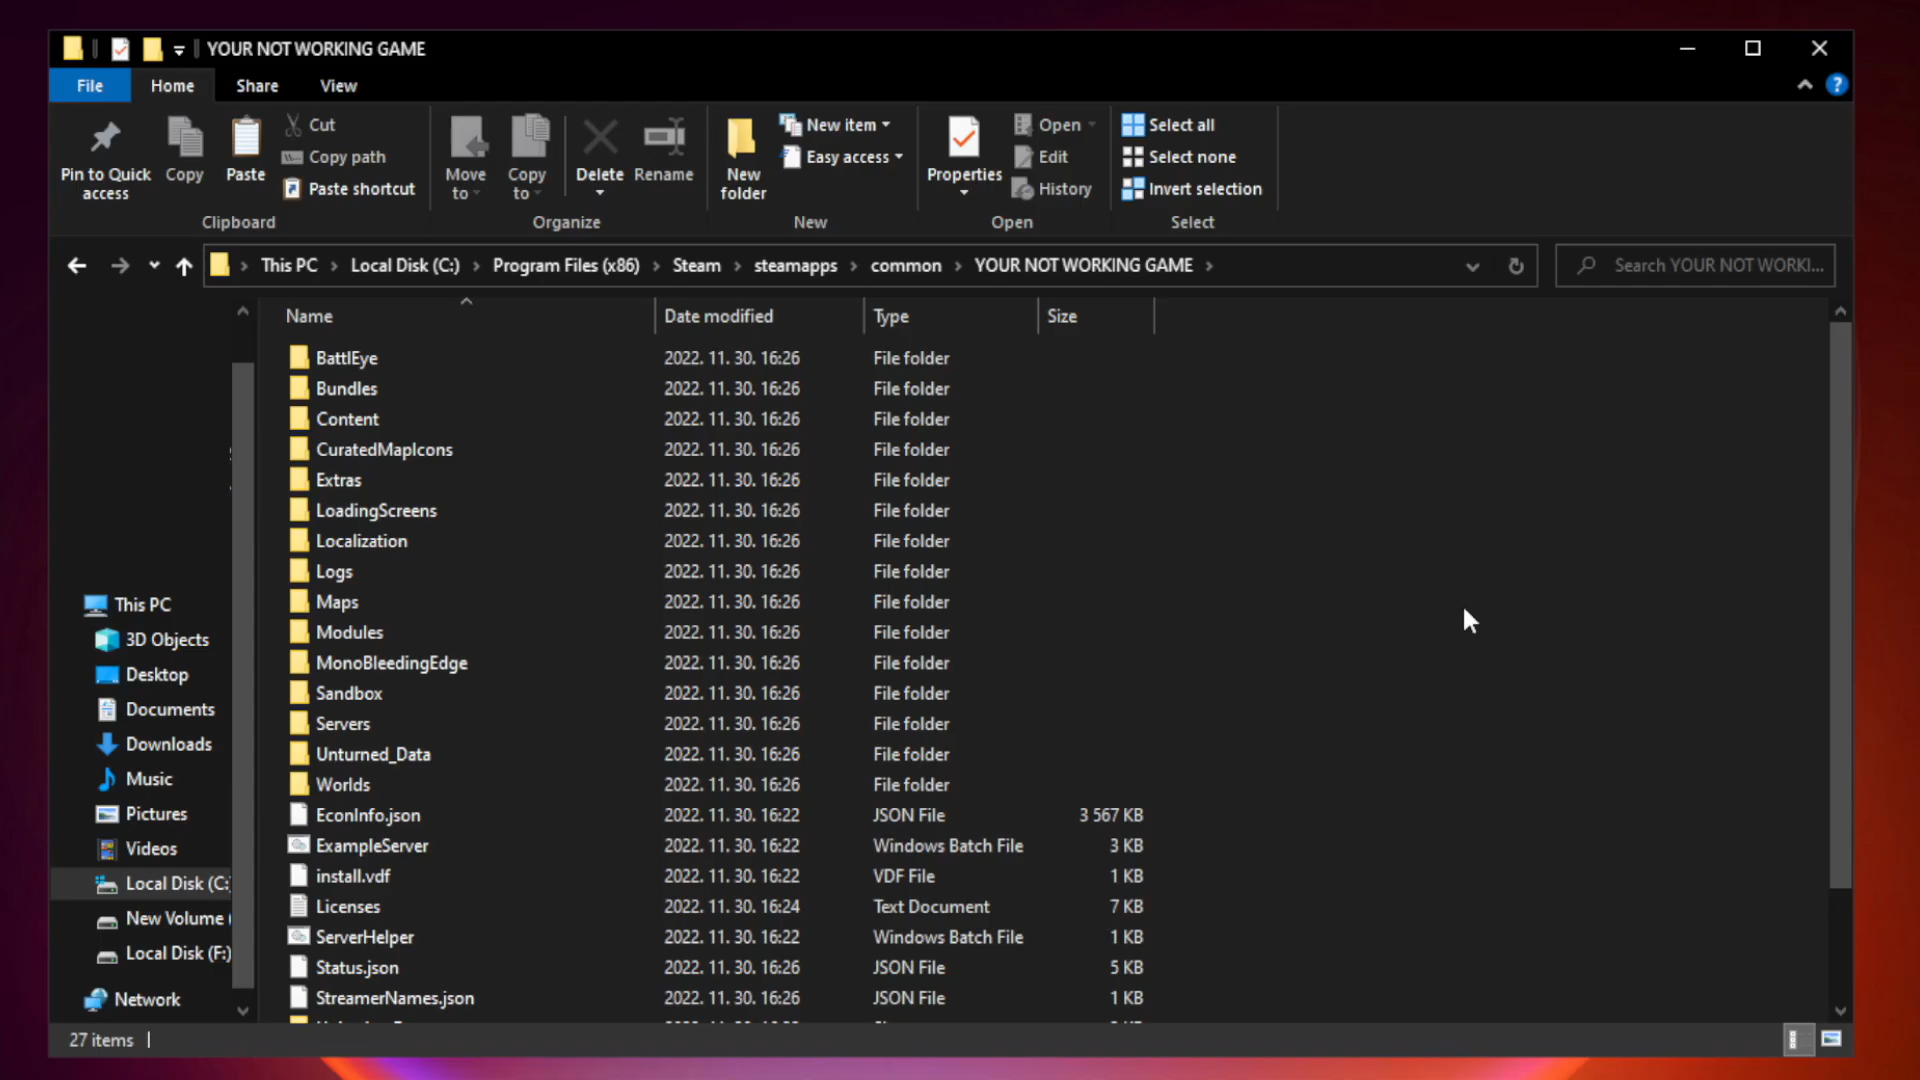 YOUR NOT WORKING GAME
File Home Share View
Pin to Quick access
Copy
Paste
Cut
Copy path
Paste shortcut
Clipboard
Move to
Copy to
Delete
Rename
Organize
New folder
New item
Easy access
New
Properties
Open
Edit
History
Open
Select all
Select none
Invert selection
Select
This PC Local Disk (C:) Program Files (x86) Steam steamapps common YOUR NOT WORKING GAME
Search YOUR NOT WORKI...
Name Date modified Type Size
BattlEye 2022. 11. 30. 16:26 File folder
Bundles 2022. 11. 30. 16:26 File folder
Content 2022. 11. 30. 16:26 File folder
CuratedMapIcons 2022. 11. 30. 16:26 File folder
Extras 2022. 11. 30. 16:26 File folder
LoadingScreens 2022. 11. 30. 16:26 File folder
Localization 2022. 11. 30. 16:26 File folder
Logs 2022. 11. 30. 16:26 File folder
Maps 2022. 11. 30. 16:26 File folder
Modules 2022. 11. 30. 16:26 File folder
MonoBleedingEdge 2022. 11. 30. 16:26 File folder
Sandbox 2022. 11. 30. 16:26 File folder
Servers 2022. 11. 30. 16:26 File folder
Unturned_Data 2022. 11. 30. 16:26 File folder
Worlds 2022. 11. 30. 16:26 File folder
EconInfo.json 2022. 11. 30. 16:22 JSON File 3 567 KB
ExampleServer 2022. 11. 30. 16:22 Windows Batch File 3 KB
install.vdf 2022. 11. 30. 16:22 VDF File 1 KB
Licenses 2022. 11. 30. 16:24 Text Document 7 KB
ServerHelper 2022. 11. 30. 16:22 Windows Batch File 1 KB
Status.json 2022. 11. 30. 16:26 JSON File 5 KB
StreamerNames.json 2022. 11. 30. 16:26 JSON File 1 KB
This PC
3D Objects
Desktop
Documents
Downloads
Music
Pictures
Videos
Local Disk (C:
New Volume (
Local Disk (F:)
Network
27 items